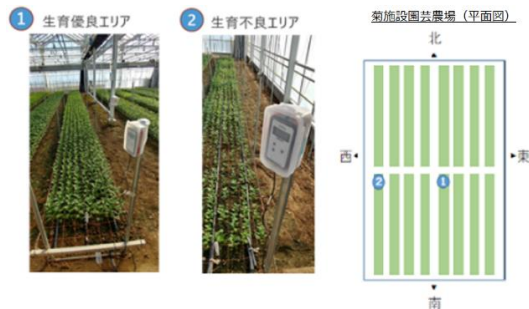 1 生育優良エリア
2 生育不良エリア
菊施設園芸農場（平面図）
北
西
東
2
1
南